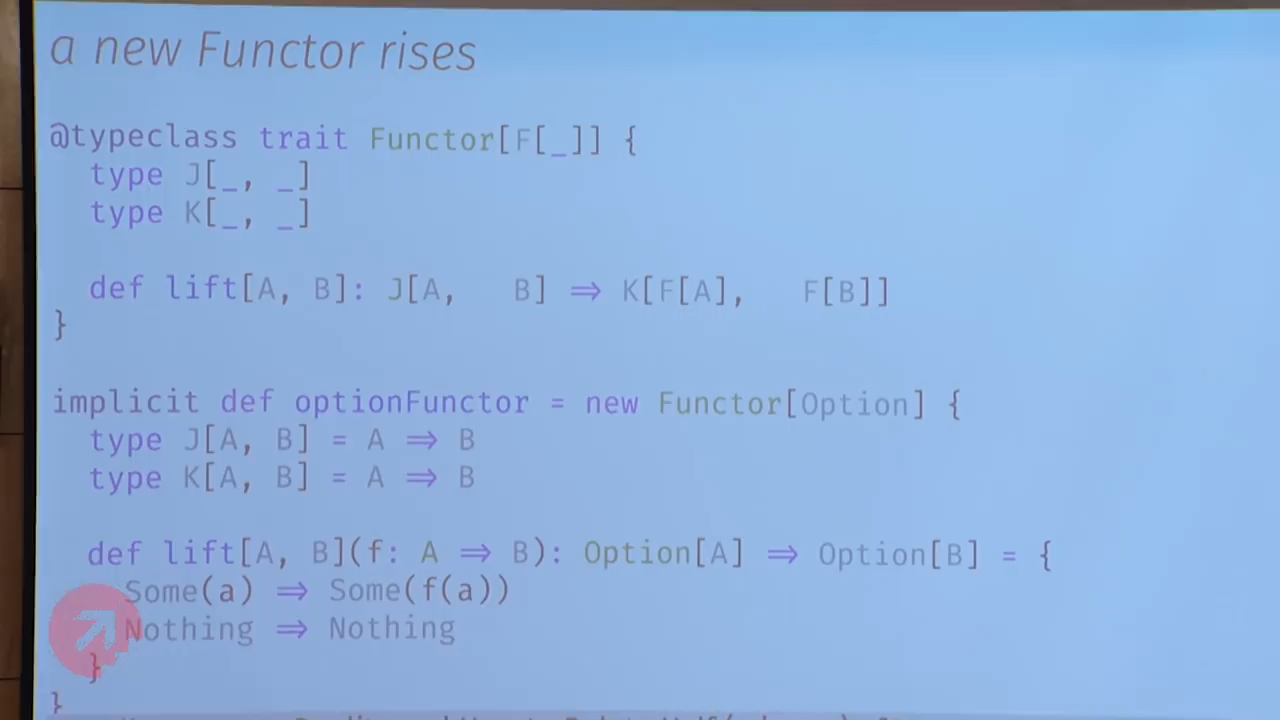 a new Functor rises
@typeclass trait Functor[F[_]] {
type J[_, _]
type K[_, _]
def lift[A, B]: J[A, B] ⇒ K[F[A], F[B]]
}
implicit def optionFunctor = new Functor[Option] {
type J[A, B] = A ⇒ B
type K[A, B] = A ⇒ B
def lift[A, B](f: A ⇒ B): Option[A] ⇒ Option[B] = {
Some(a) ⇒ Some(f(a))
Nothing ⇒ Nothing
}
}